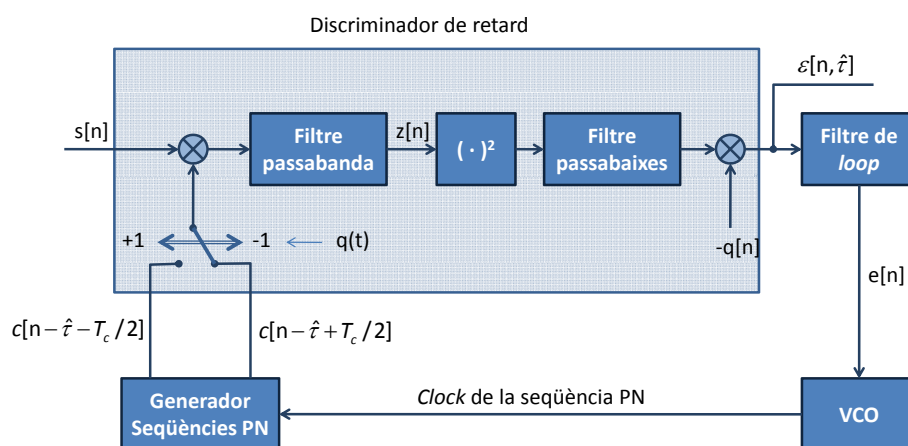 Discriminador de retard
ε[n, τ̂]
s[n]
Filtre
passabanda
z[n]
( · )²
Filtre
passabaixes
Filtre de
loop
+1
-1
q(t)
-q[n]
e[n]
c[n − τ̂ − T_c /2]
c[n − τ̂ + T_c /2]
Generador
Seqüències PN
Clock de la seqüència PN
VCO